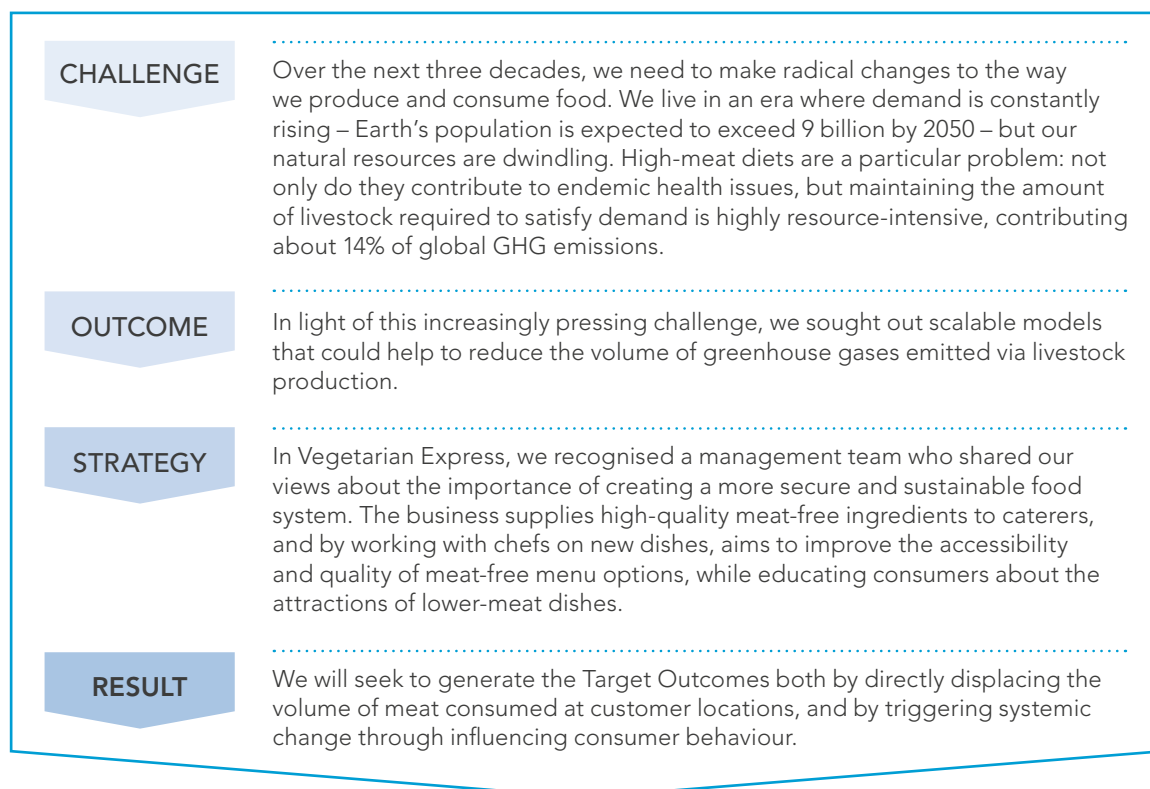 CHALLENGE
Over the next three decades, we need to make radical changes to the way
we produce and consume food. We live in an era where demand is constantly
rising – Earth’s population is expected to exceed 9 billion by 2050 – but our
natural resources are dwindling. High-meat diets are a particular problem: not
only do they contribute to endemic health issues, but maintaining the amount
of livestock required to satisfy demand is highly resource-intensive, contributing
about 14% of global GHG emissions.
OUTCOME
In light of this increasingly pressing challenge, we sought out scalable models
that could help to reduce the volume of greenhouse gases emitted via livestock
production.
STRATEGY
In Vegetarian Express, we recognised a management team who shared our
views about the importance of creating a more secure and sustainable food
system. The business supplies high-quality meat-free ingredients to caterers,
and by working with chefs on new dishes, aims to improve the accessibility
and quality of meat-free menu options, while educating consumers about the
attractions of lower-meat dishes.
RESULT
We will seek to generate the Target Outcomes both by directly displacing the
volume of meat consumed at customer locations, and by triggering systemic
change through influencing consumer behaviour.